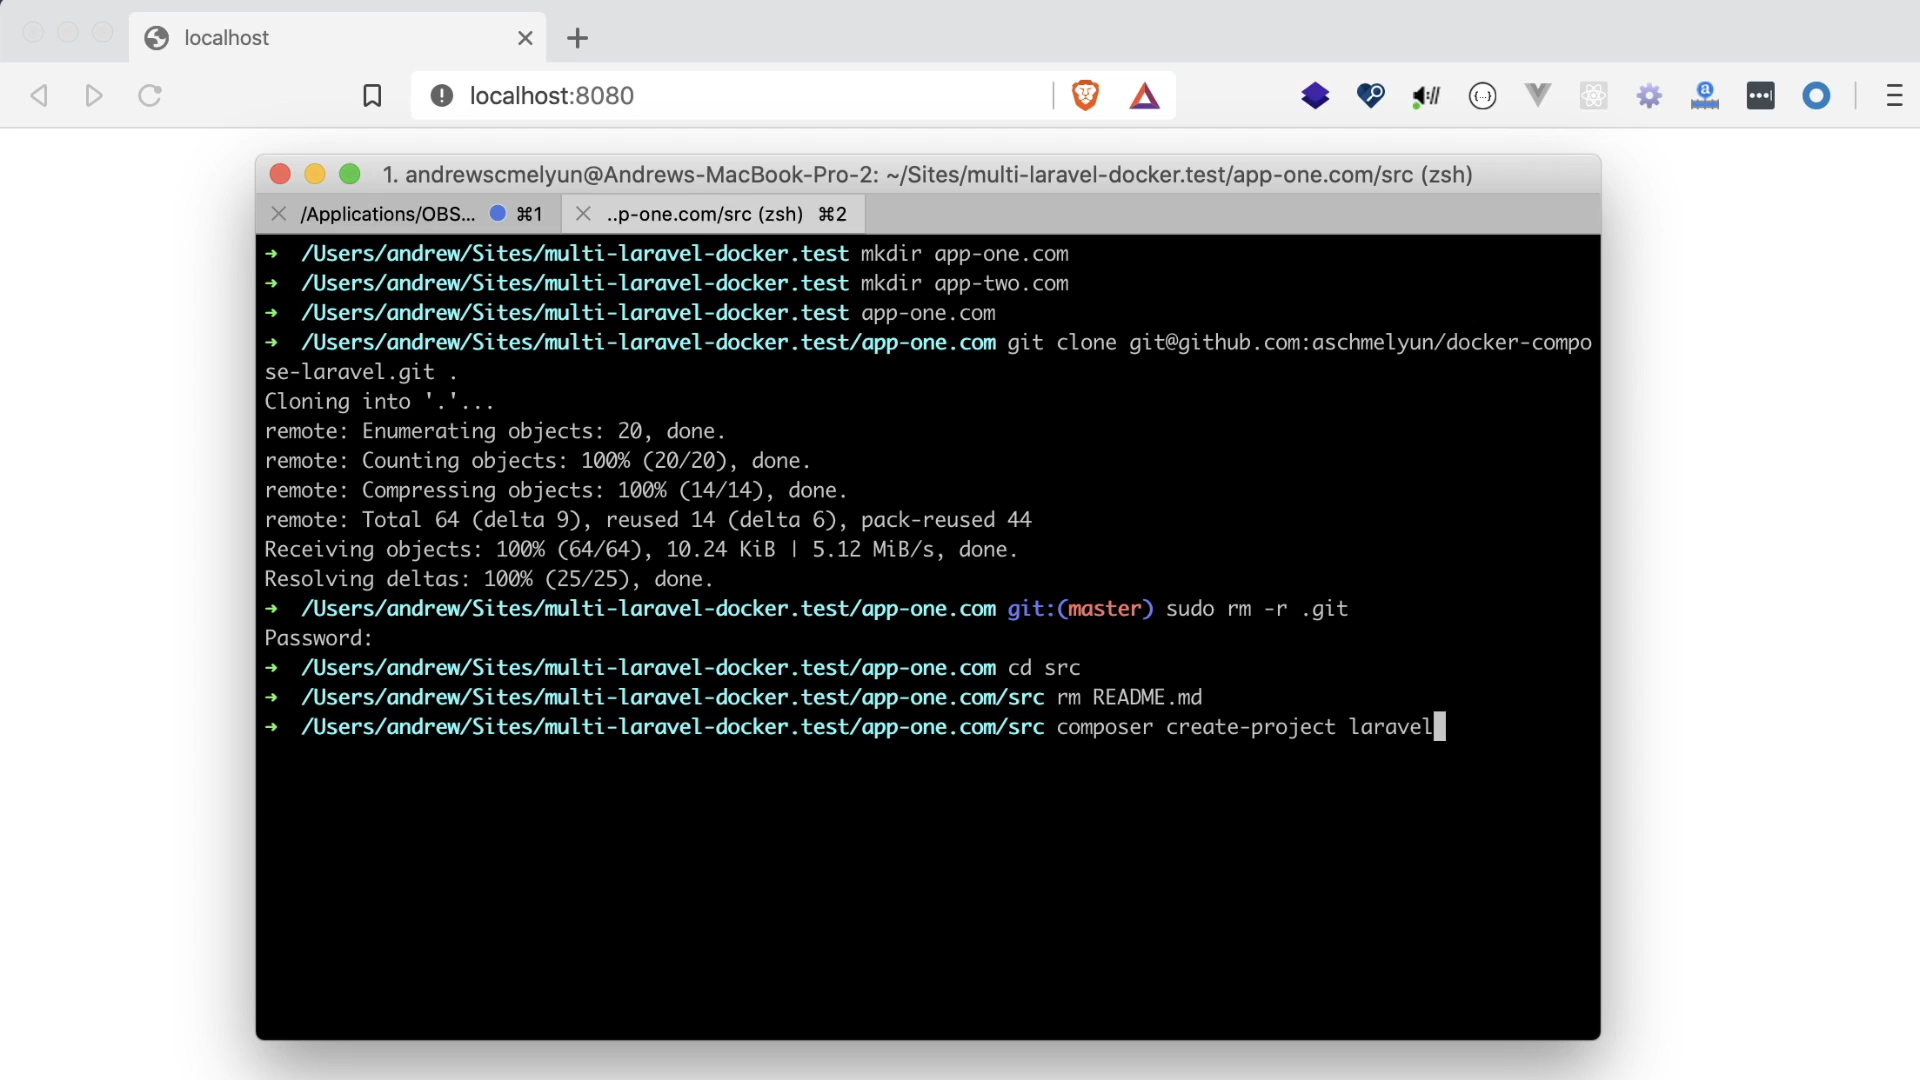 localhost
localhost:8080
1. andrewscmelyun@Andrews-MacBook-Pro-2: ~/Sites/multi-laravel-docker.test/app-one.com/src (zsh)
/Applications/OBS... ⌘1 ..p-one.com/src (zsh) ⌘2
➜ /Users/andrew/Sites/multi-laravel-docker.test mkdir app-one.com
➜ /Users/andrew/Sites/multi-laravel-docker.test mkdir app-two.com
➜ /Users/andrew/Sites/multi-laravel-docker.test app-one.com
➜ /Users/andrew/Sites/multi-laravel-docker.test/app-one.com git clone git@github.com:aschmelyun/docker-compo
se-laravel.git .
Cloning into '.'...
remote: Enumerating objects: 20, done.
remote: Counting objects: 100% (20/20), done.
remote: Compressing objects: 100% (14/14), done.
remote: Total 64 (delta 9), reused 14 (delta 6), pack-reused 44
Receiving objects: 100% (64/64), 10.24 KiB | 5.12 MiB/s, done.
Resolving deltas: 100% (25/25), done.
➜ /Users/andrew/Sites/multi-laravel-docker.test/app-one.com git:(master) sudo rm -r .git
Password:
➜ /Users/andrew/Sites/multi-laravel-docker.test/app-one.com cd src
➜ /Users/andrew/Sites/multi-laravel-docker.test/app-one.com/src rm README.md
➜ /Users/andrew/Sites/multi-laravel-docker.test/app-one.com/src composer create-project laravel